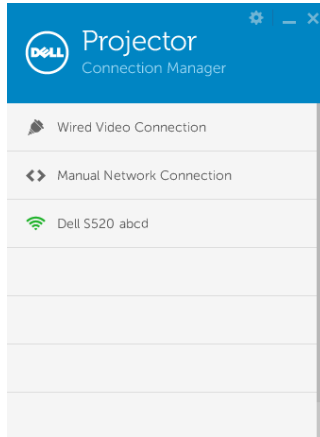 DELL
Projector
Connection Manager
Wired Video Connection
Manual Network Connection
Dell S520 abcd